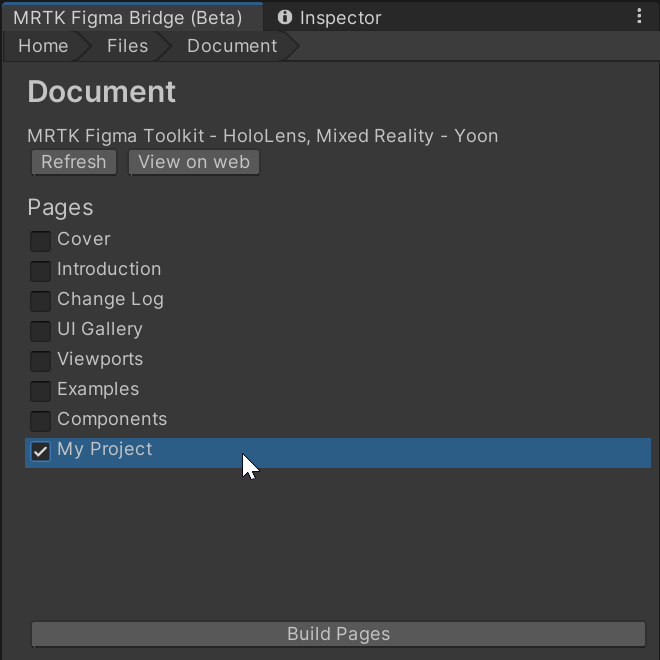 MRTK Figma Bridge (Beta) Inspector
Home Files Document
Document
MRTK Figma Toolkit - HoloLens, Mixed Reality - Yoon
Refresh View on web
Pages
Cover
Introduction
Change Log
UI Gallery
Viewports
Examples
Components
My Project
Build Pages